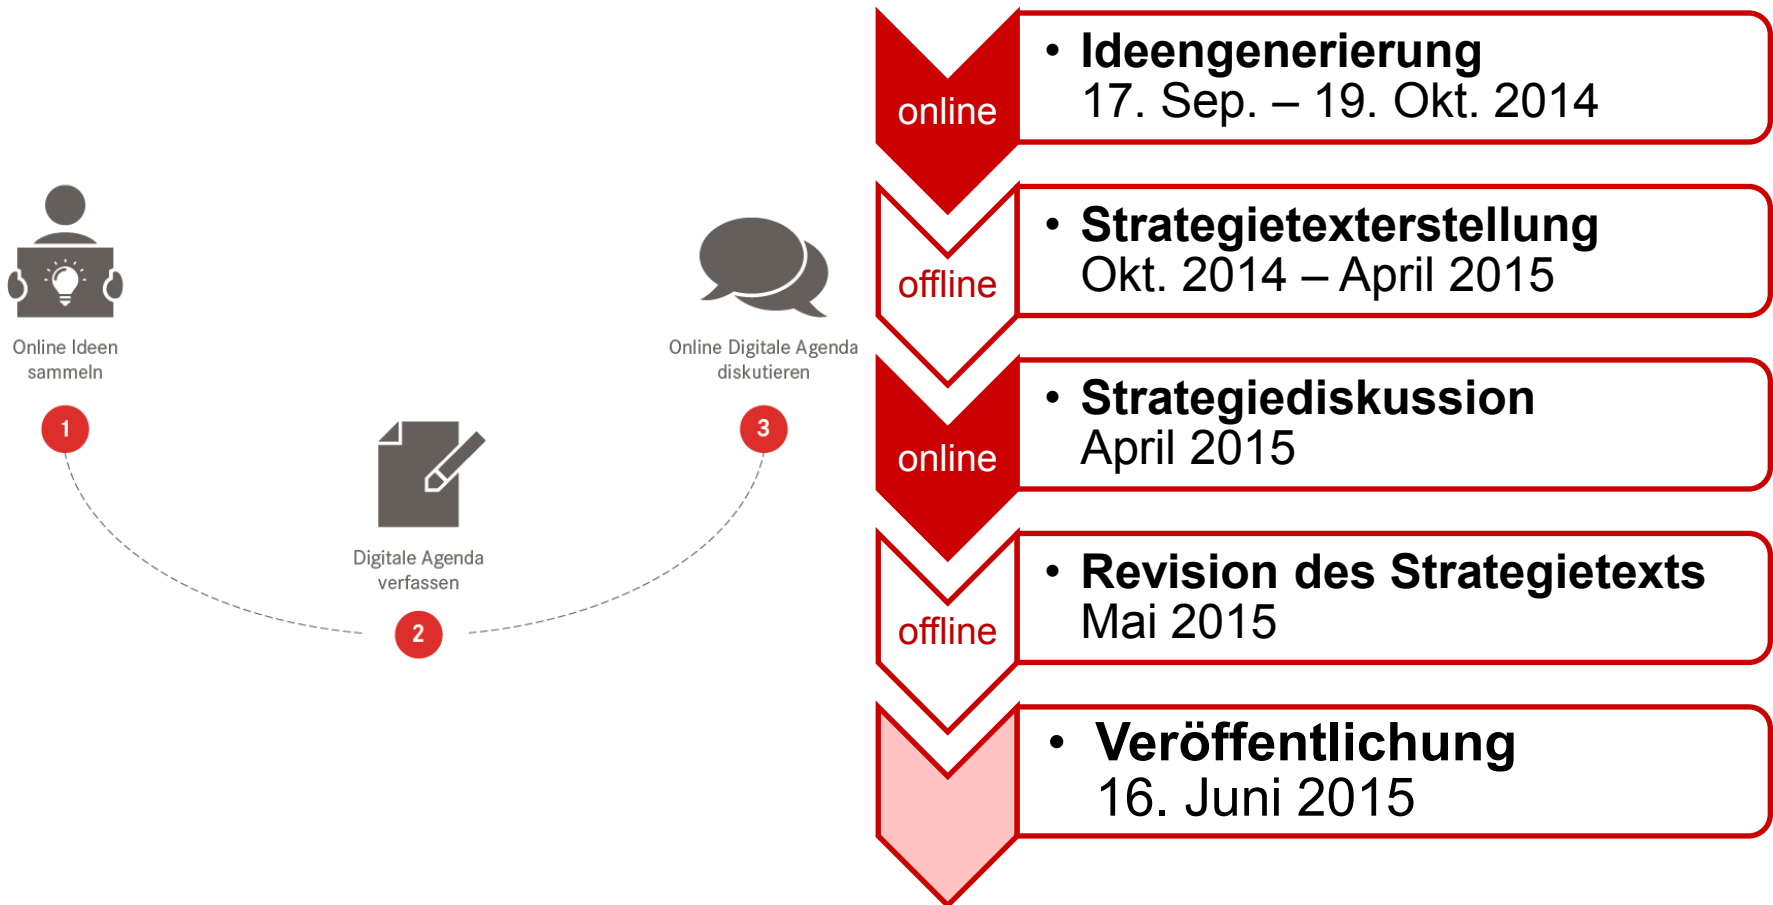 Online Ideen
sammeln
1
Digitale Agenda
verfassen
2
Online Digitale Agenda
diskutieren
3
online
• Ideengenerierung
17. Sep. – 19. Okt. 2014
offline
• Strategietexterstellung
Okt. 2014 – April 2015
online
• Strategiediskussion
April 2015
offline
• Revision des Strategietexts
Mai 2015
• Veröffentlichung
16. Juni 2015